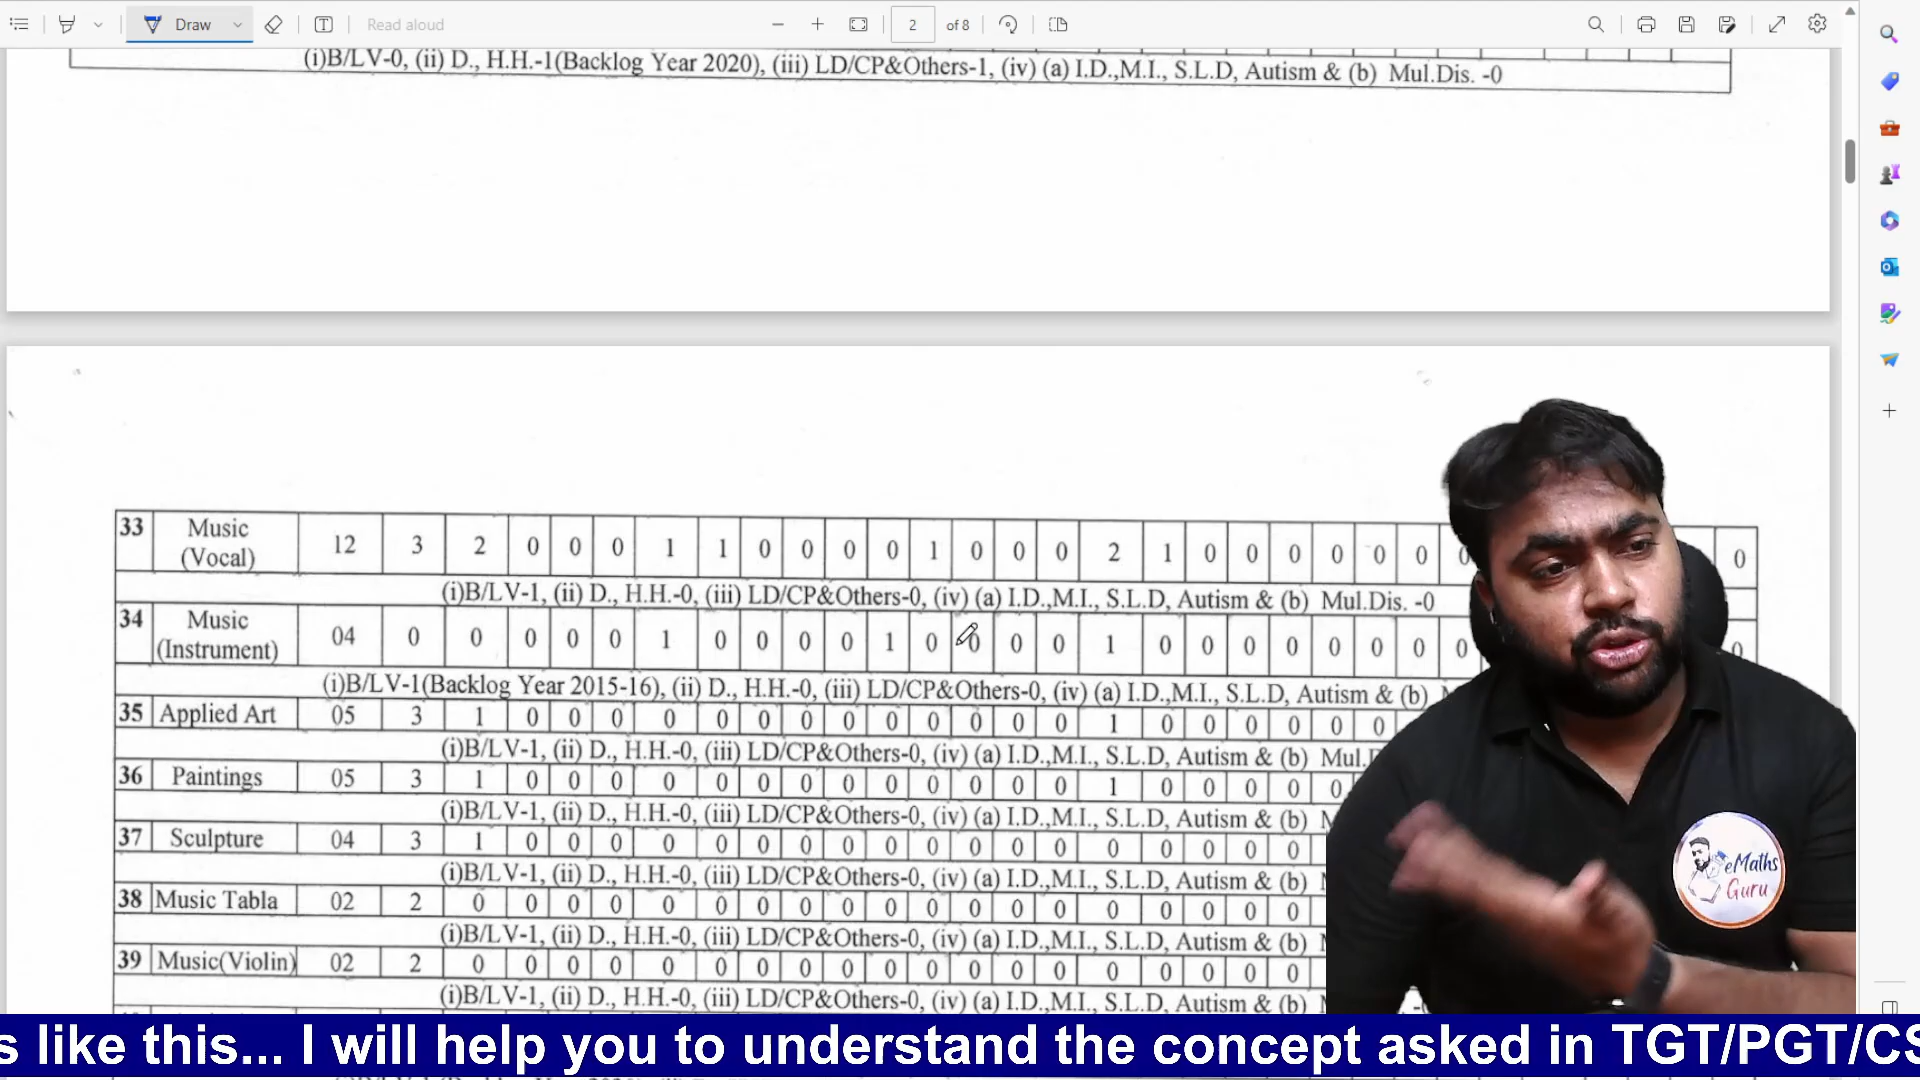 Draw
Read aloud
2
of 8
(i)B/LV-0, (ii) D., H.H.-1(Backlog Year 2020), (iii) LD/CP&Others-1, (iv) (a) I.D.,M.I., S.L.D, Autism & (b) Mul.Dis. -0
33 Music (Vocal) 12 3 2 0 0 0 1 1 0 0 0 0 1 0 0 0 2 1 0 0 0 0 0 0 0 0
(i)B/LV-1, (ii) D., H.H.-0, (iii) LD/CP&Others-0, (iv) (a) I.D.,M.I., S.L.D, Autism & (b) Mul.Dis. -0
34 Music (Instrument) 04 0 0 0 0 0 1 0 0 0 0 1 0 0 0 0 1 0 0 0 0 0 0 0 0 0
(i)B/LV-1(Backlog Year 2015-16), (ii) D., H.H.-0, (iii) LD/CP&Others-0, (iv) (a) I.D.,M.I., S.L.D, Autism & (b)
35 Applied Art 05 3 1 0 0 0 0 0 0 0 0 0 0 0 0 0 1 0 0 0 0 0 0
(i)B/LV-1, (ii) D., H.H.-0, (iii) LD/CP&Others-0, (iv) (a) I.D.,M.I., S.L.D, Autism & (b)
36 Paintings 05 3 1 0 0 0 0 0 0 0 0 0 0 0 0 0 1 0 0 0 0 0
(i)B/LV-1, (ii) D., H.H.-0, (iii) LD/CP&Others-0, (iv) (a) I.D.,M.I., S.L.D, Autism & (b)
37 Sculpture 04 3 1 0 0 0 0 0 0 0 0 0 0 0 0 0 0 0 0 0 0
(i)B/LV-1, (ii) D., H.H.-0, (iii) LD/CP&Others-0, (iv) (a) I.D.,M.I., S.L.D, Autism & (b)
38 Music Tabla 02 2 0 0 0 0 0 0 0 0 0 0 0 0 0 0 0 0 0 0 0
(i)B/LV-1, (ii) D., H.H.-0, (iii) LD/CP&Others-0, (iv) (a) I.D.,M.I., S.L.D, Autism & (b)
39 Music(Violin) 02 2 0 0 0 0 0 0 0 0 0 0 0 0 0 0 0 0 0 0 0
(i)B/LV-1, (ii) D., H.H.-0, (iii) LD/CP&Others-0, (iv) (a) I.D.,M.I., S.L.D, Autism & (b)
eMaths
Guru
s like this... I will help you to understand the concept asked in TGT/PGT/CS